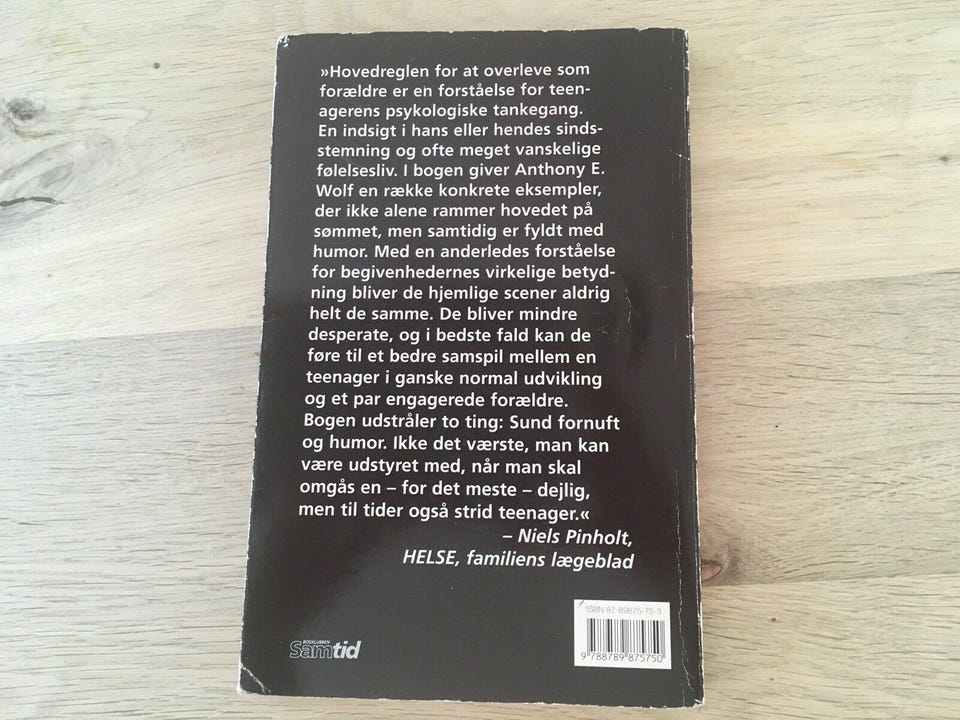 »Hovedreglen for at overleve som
forældre er en forståelse for teen-
agerens psykologiske tankegang.
En indsigt i hans eller hendes sinds-
stemning og ofte meget vanskelige
følelsesliv. I bogen giver Anthony E.
Wolf en række konkrete eksempler,
der ikke alene rammer hovedet på
sømmet, men samtidig er fyldt med
humor. Med en anderledes forståelse
for begivenhedernes virkelige betyd-
ning bliver de hjemlige scener aldrig
helt de samme. De bliver mindre
desperate, og i bedste fald kan de
føre til et bedre samspil mellem en
teenager i ganske normal udvikling
og et par engagerede forældre.
Bogen udstråler to ting: Sund fornuft
og humor. Ikke det værste, man kan
være udstyret med, når man skal
omgås en – for det meste – dejlig,
men til tider også strid teenager.«
– Niels Pinholt,
HELSE, familiens lægeblad
ISBN 87-89875-75-3
9 788789 875750
BOGKLUBBEN
Samtid